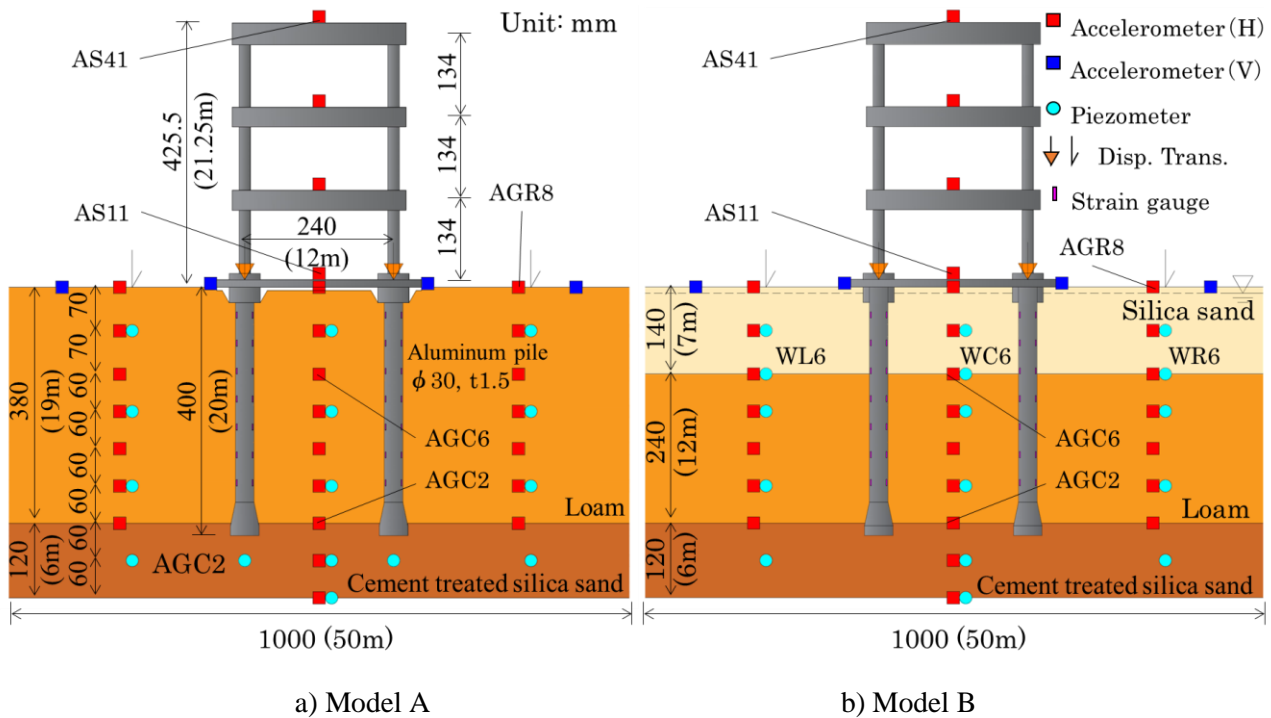 Unit: mm
AS41
425.5
(21.25m)
134
134
134
AS11
240
(12m)
AGR8
70
70
60
60
60
60
60
60
380
(19m)
400
(20m)
Aluminum pile
ϕ 30, t1.5
AGC6
AGC2
Loam
120
(6m)
AGC2
Cement treated silica sand
1000 (50m)
a) Model A
AS41
Accelerometer (H)
Accelerometer (V)
Piezometer
Disp. Trans.
Strain gauge
AS11
AGR8
Silica sand
140
(7m)
WL6
WC6
WR6
240
(12m)
AGC6
AGC2
Loam
120
(6m)
Cement treated silica sand
1000 (50m)
b) Model B